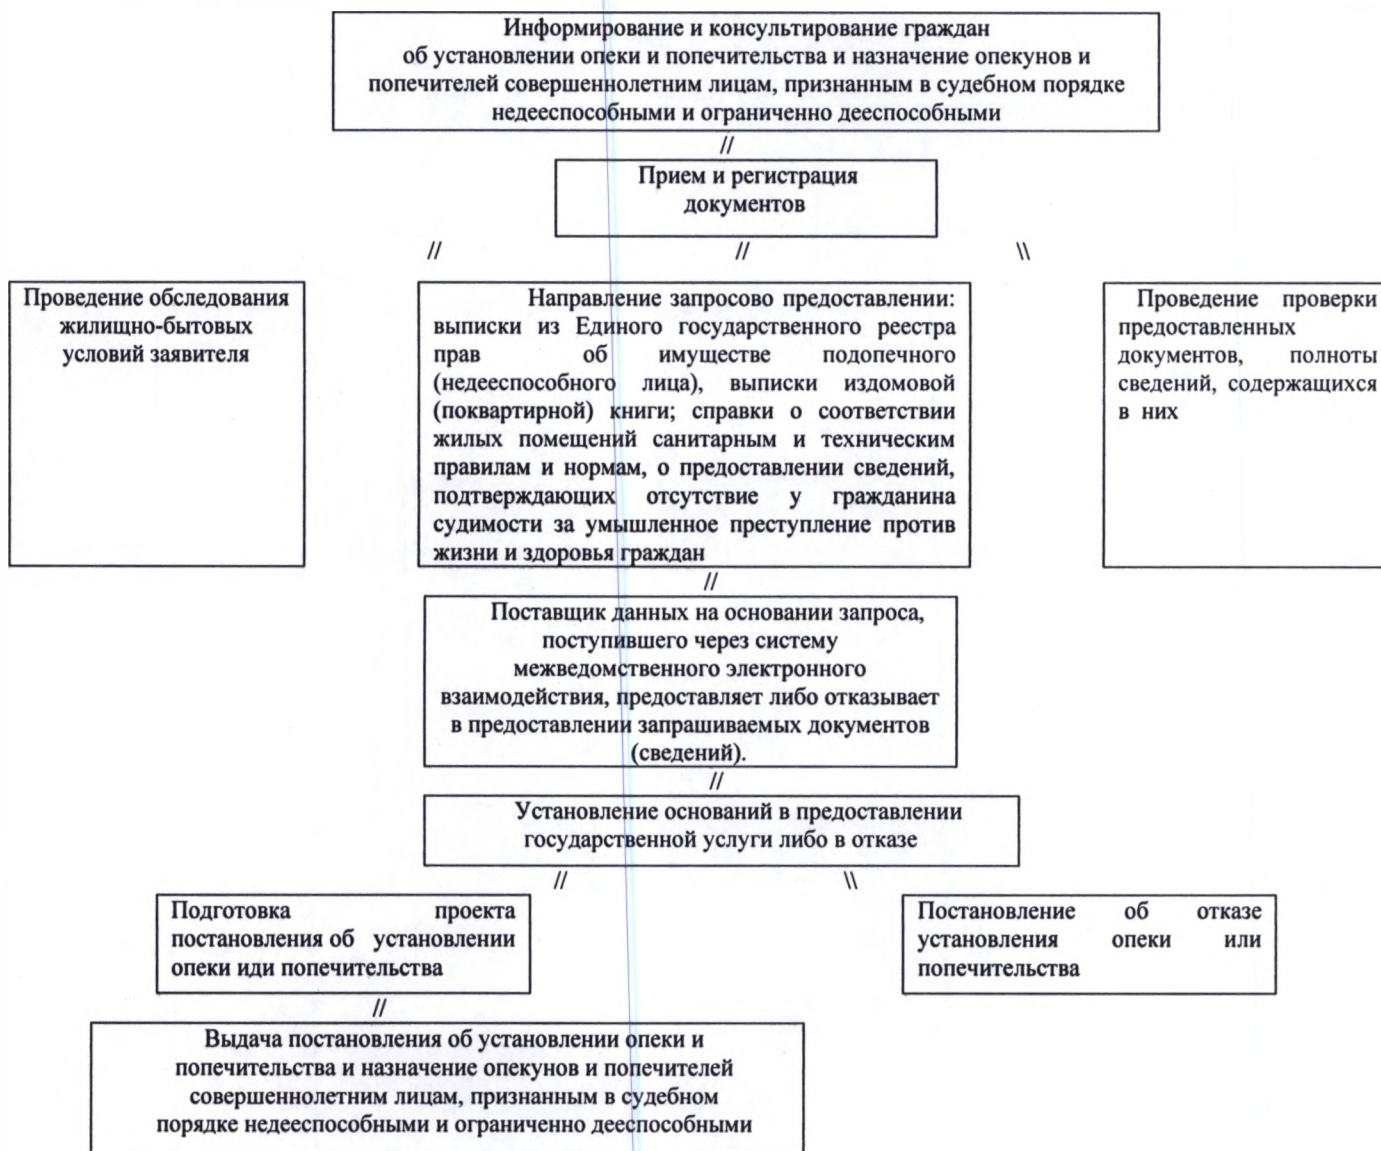 Информирование и консультирование граждан
об установлении опеки и попечительства и назначение опекунов и
попечителей совершеннолетним лицам, признанным в судебном порядке
недееспособными и ограниченно дееспособными
//
Прием и регистрация
документов
// // \\
Проведение обследования
жилищно-бытовых
условий заявителя
Направление запросово предоставлении:
выписки из Единого государственного реестра
прав об имуществе подопечного
(недееспособного лица), выписки издомовой
(поквартирной) книги; справки о соответствии
жилых помещений санитарным и техническим
правилам и нормам, о предоставлении сведений,
подтверждающих отсутствие у гражданина
судимости за умышленное преступление против
жизни и здоровья граждан
Проведение проверки
предоставленных
документов, полноты
сведений, содержащихся
в них
//
Поставщик данных на основании запроса,
поступившего через систему
межведомственного электронного
взаимодействия, предоставляет либо отказывает
в предоставлении запрашиваемых документов
(сведений).
//
Установление оснований в предоставлении
государственной услуги либо в отказе
// \\
Подготовка проекта
постановления об установлении
опеки иди попечительства
Постановление об отказе
установления опеки или
попечительства
//
Выдача постановления об установлении опеки и
попечительства и назначение опекунов и попечителей
совершеннолетним лицам, признанным в судебном
порядке недееспособными и ограниченно дееспособными